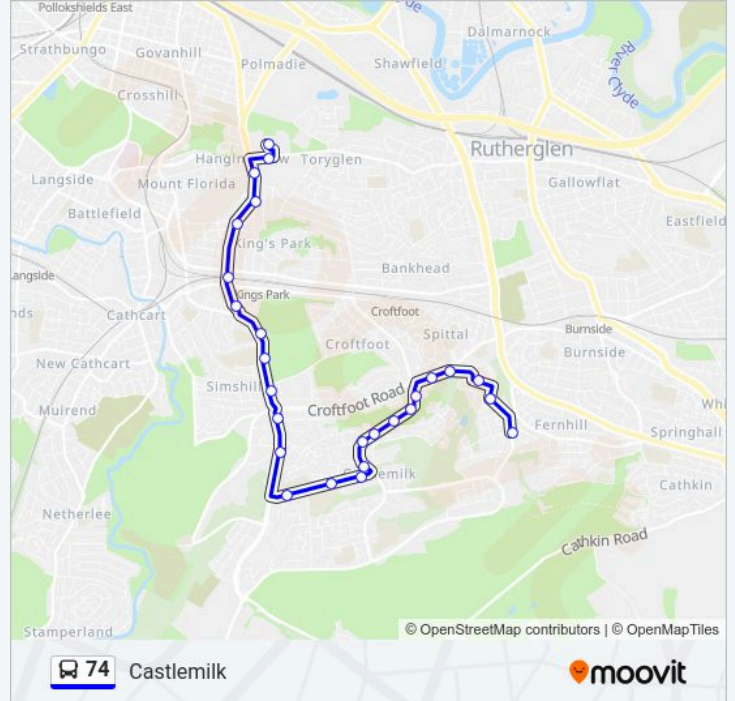 Pollokshields East
Dalmarnock
Strathbungo
Govanhill
Polmadie
Shawfield
River Clyde
Crosshill
Rutherglen
Toryglen
Langside
Mount Florida
Gallowflat
Battlefield
Eastfield
King's Park
Bankhead
Kings Park
Cathcart
Croftfoot
Spittal
Burnside
Croftfoot
Burnside
New Cathcart
Simshill
Muirend
Croftfoot Road
Fernhill
Springhall
Cathkin
Netherlee
Cathkin Road
Stamperland
© OpenStreetMap contributors | © OpenMapTiles
74 Castlemilk
moovit